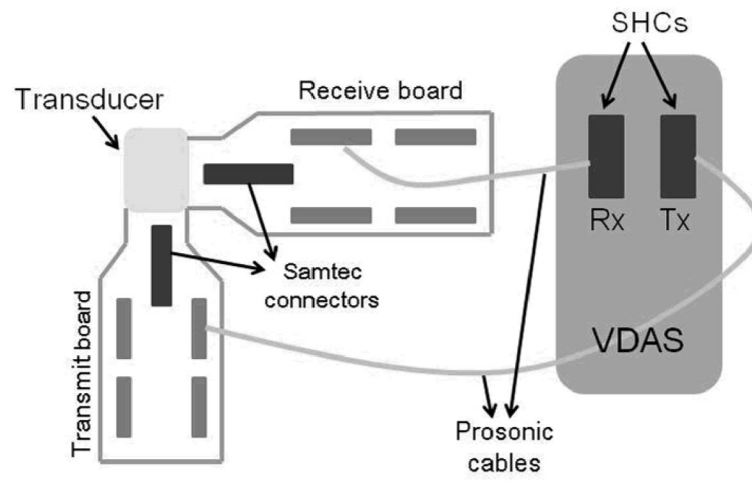 SHCs
Transducer
Receive board
Rx
Tx
Samtec
connectors
Transmit board
VDAS
Prosonic
cables